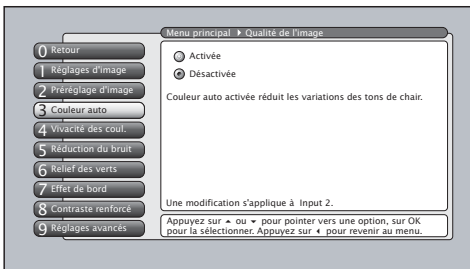 Menu principal ▶ Qualité de l'image
0 Retour
1 Réglages d'image
2 Préréglage d'image
3 Couleur auto
4 Vivacité des coul.
5 Réduction du bruit
6 Relief des verts
7 Effet de bord
8 Contraste renforcé
9 Réglages avancés
Activée
Désactivée
Couleur auto activée réduit les variations des tons de chair.
Une modification s'applique à Input 2.
Appuyez sur ▲ ou ▼ pour pointer vers une option, sur OK
pour la sélectionner. Appuyez sur ◀ pour revenir au menu.